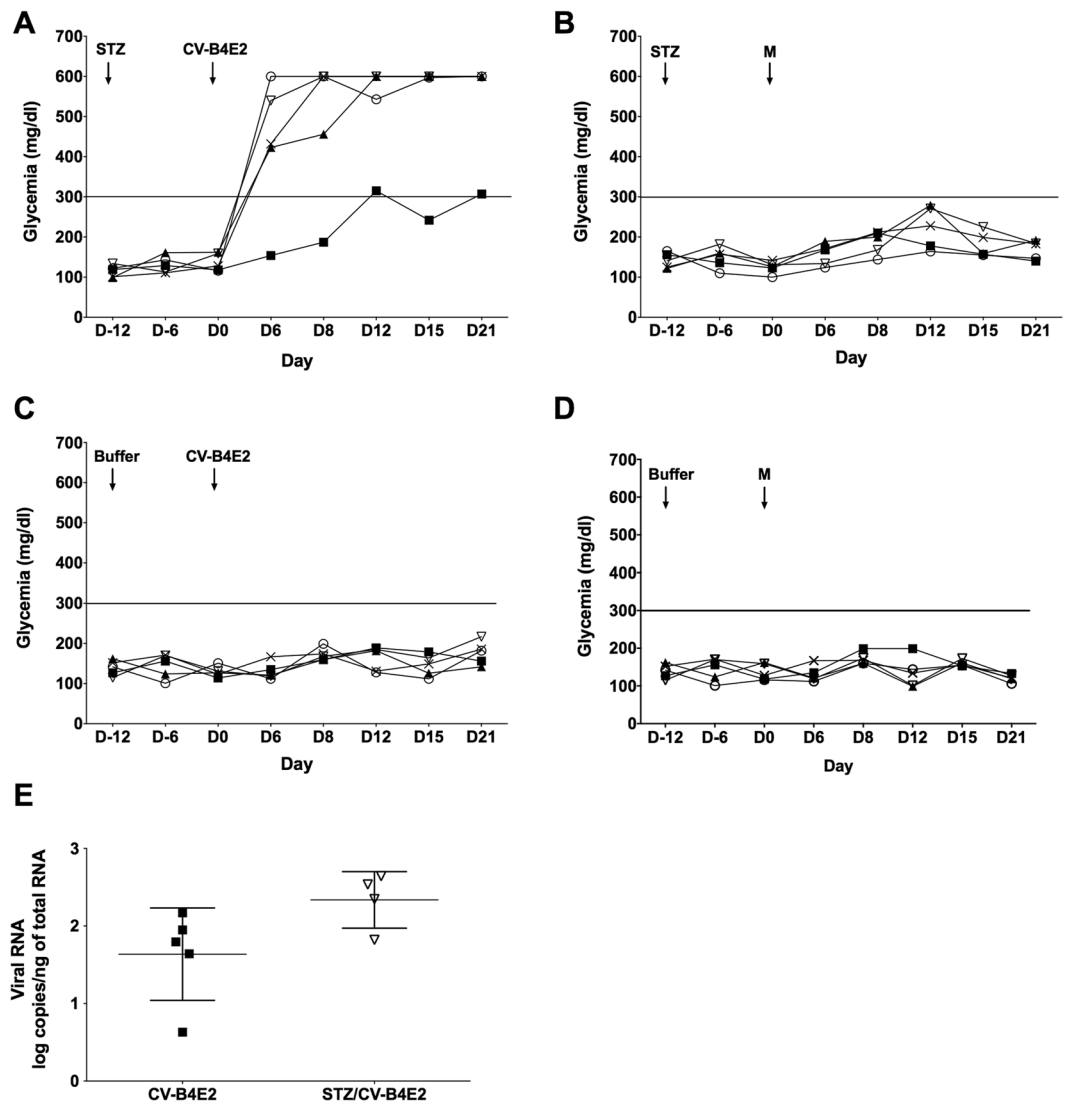 A
700
STZ
CV-B4E2
600
500
400
300
200
100
0
Glycemia (mg/dl)
D-12 D-6 D0 D6 D8 D12 D15 D21
Day
B
700
STZ
M
600
500
400
300
200
100
0
Glycemia (mg/dl)
D-12 D-6 D0 D6 D8 D12 D15 D21
Day
C
700
Buffer
CV-B4E2
600
500
400
300
200
100
0
Glycemia (mg/dl)
D-12 D-6 D0 D6 D8 D12 D15 D21
Day
D
700
Buffer
M
600
500
400
300
200
100
0
Glycemia (mg/dl)
D-12 D-6 D0 D6 D8 D12 D15 D21
Day
E
3
2
1
0
Viral RNA
log copies/ng of total RNA
CV-B4E2 STZ/CV-B4E2